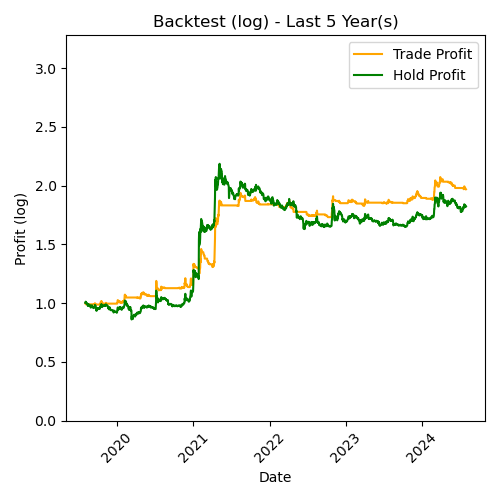 Backtest (log) - Last 5 Year(s)
Trade Profit
Hold Profit
Profit (log)
3.0
2.5
2.0
1.5
1.0
0.5
0.0
2020
2021
2022
2023
2024
Date